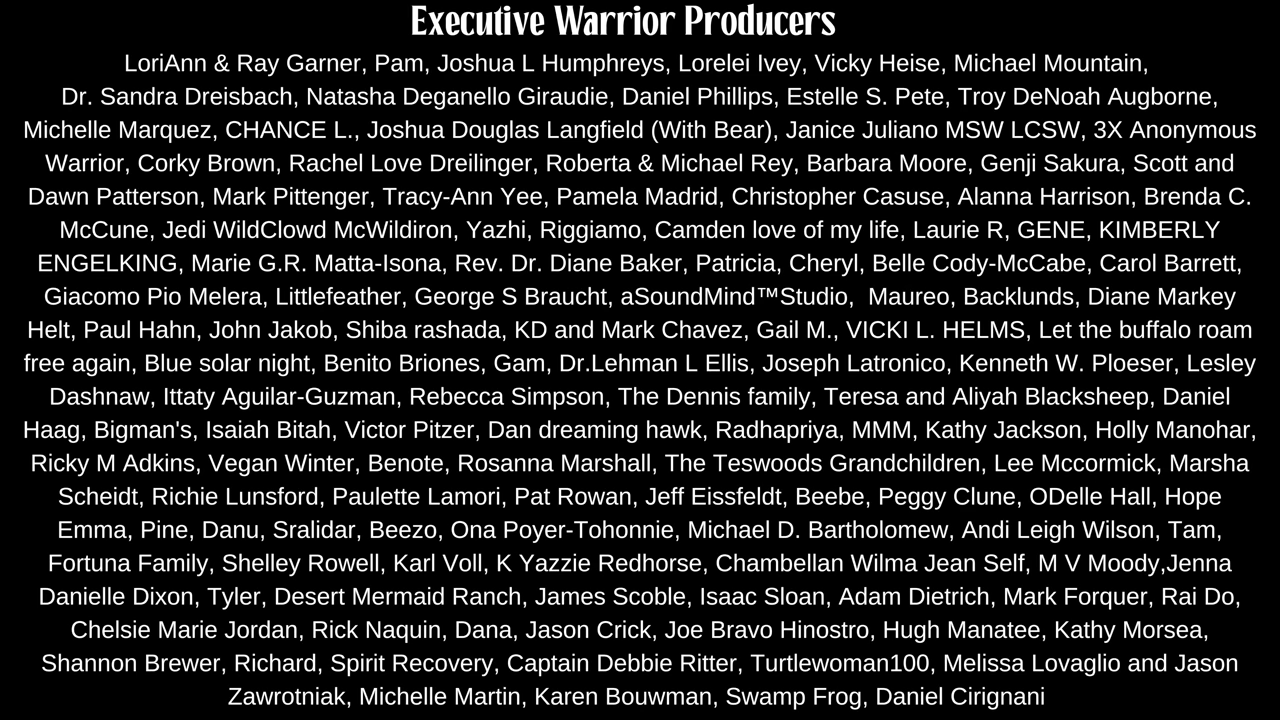 Executive Warrior Producers
LoriAnn & Ray Garner, Pam, Joshua L Humphreys, Lorelei Ivey, Vicky Heise, Michael Mountain,
Dr. Sandra Dreisbach, Natasha Deganello Giraudie, Daniel Phillips, Estelle S. Pete, Troy DeNoah Augborne,
Michelle Marquez, CHANCE L., Joshua Douglas Langfield (With Bear), Janice Juliano MSW LCSW, 3X Anonymous
Warrior, Corky Brown, Rachel Love Dreilinger, Roberta & Michael Rey, Barbara Moore, Genji Sakura, Scott and
Dawn Patterson, Mark Pittenger, Tracy-Ann Yee, Pamela Madrid, Christopher Casuse, Alanna Harrison, Brenda C.
McCune, Jedi WildClowd McWildiron, Yazhi, Riggiamo, Camden love of my life, Laurie R, GENE, KIMBERLY
ENGELKING, Marie G.R. Matta-Isona, Rev. Dr. Diane Baker, Patricia, Cheryl, Belle Cody-McCabe, Carol Barrett,
Giacomo Pio Melera, Littlefeather, George S Braucht, aSoundMind™Studio,  Maureo, Backlunds, Diane Markey
Helt, Paul Hahn, John Jakob, Shiba rashada, KD and Mark Chavez, Gail M., VICKI L. HELMS, Let the buffalo roam
free again, Blue solar night, Benito Briones, Gam, Dr.Lehman L Ellis, Joseph Latronico, Kenneth W. Ploeser, Lesley
Dashnaw, Ittaty Aguilar-Guzman, Rebecca Simpson, The Dennis family, Teresa and Aliyah Blacksheep, Daniel
Haag, Bigman's, Isaiah Bitah, Victor Pitzer, Dan dreaming hawk, Radhapriya, MMM, Kathy Jackson, Holly Manohar,
Ricky M Adkins, Vegan Winter, Benote, Rosanna Marshall, The Teswoods Grandchildren, Lee Mccormick, Marsha
Scheidt, Richie Lunsford, Paulette Lamori, Pat Rowan, Jeff Eissfeldt, Beebe, Peggy Clune, ODelle Hall, Hope
Emma, Pine, Danu, Sralidar, Beezo, Ona Poyer-Tohonnie, Michael D. Bartholomew, Andi Leigh Wilson, Tam,
Fortuna Family, Shelley Rowell, Karl Voll, K Yazzie Redhorse, Chambellan Wilma Jean Self, M V Moody,Jenna
Danielle Dixon, Tyler, Desert Mermaid Ranch, James Scoble, Isaac Sloan, Adam Dietrich, Mark Forquer, Rai Do,
Chelsie Marie Jordan, Rick Naquin, Dana, Jason Crick, Joe Bravo Hinostro, Hugh Manatee, Kathy Morsea,
Shannon Brewer, Richard, Spirit Recovery, Captain Debbie Ritter, Turtlewoman100, Melissa Lovaglio and Jason
Zawrotniak, Michelle Martin, Karen Bouwman, Swamp Frog, Daniel Cirignani